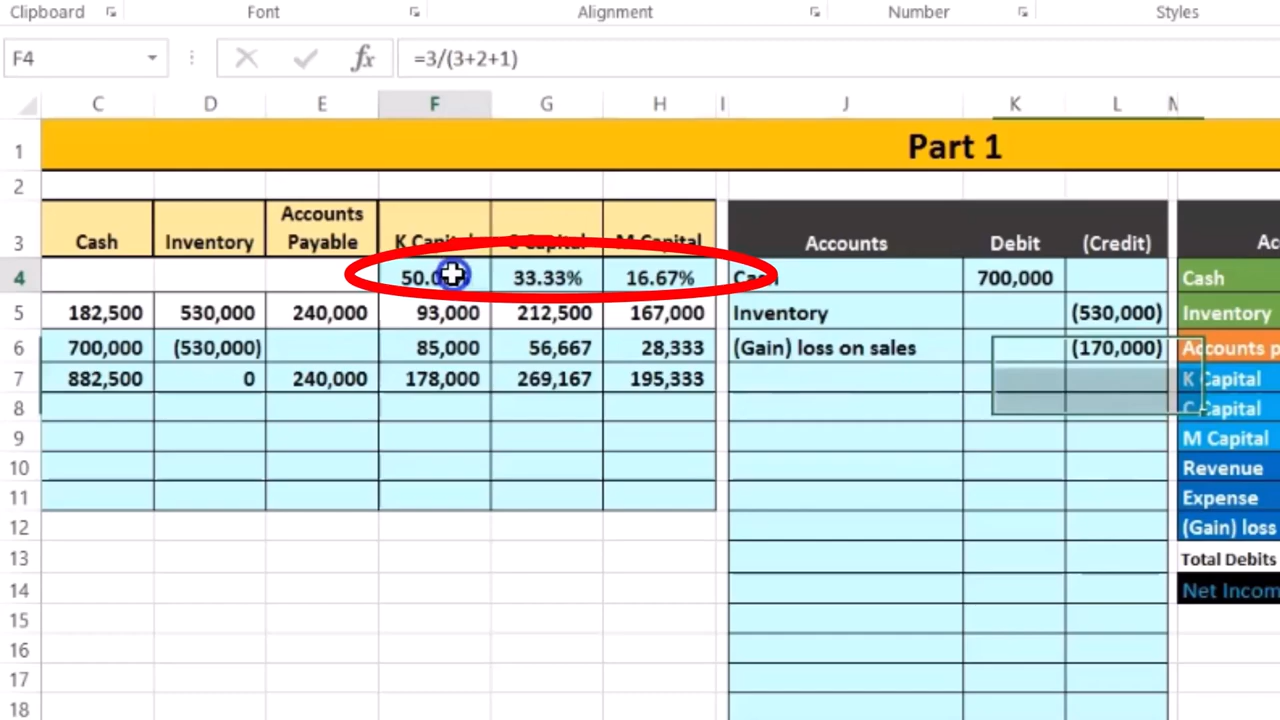 Clipboard Font Alignment Number Styles
F4 fx =3/(3+2+1)
C D E F G H I J K L M
1 Part 1
2
3 Cash Inventory Accounts Payable K Capital C Capital M Capital Accounts Debit (Credit) Ac
4 50.0 33.33% 16.67% Cash 700,000 Cash
5 182,500 530,000 240,000 93,000 212,500 167,000 Inventory (530,000) Inventory
6 700,000 (530,000) 85,000 56,667 28,333 (Gain) loss on sales (170,000) Accounts p
7 882,500 0 240,000 178,000 269,167 195,333 K Capital
8 C Capital
9 M Capital
10 Revenue
11 Expense
12 (Gain) loss
13 Total Debits
14 Net Incom
15
16
17
18